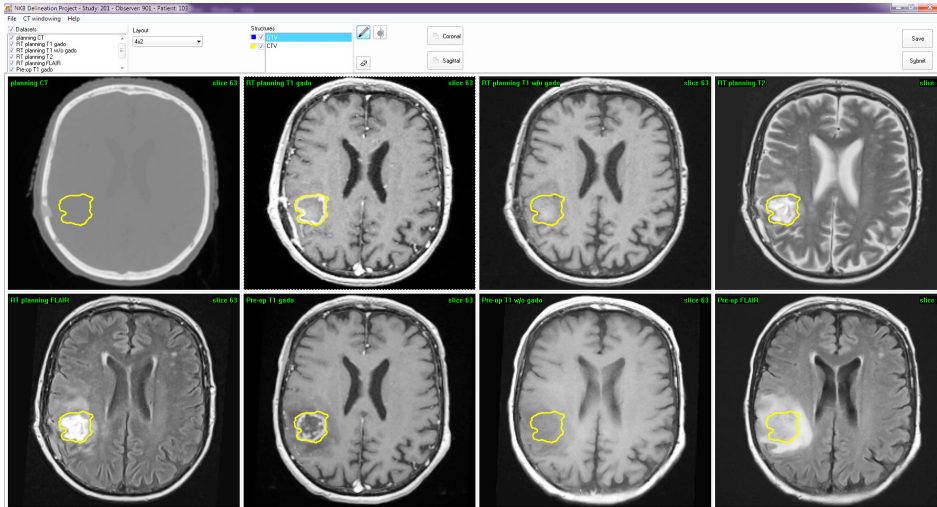 NKB Delineation Project - Study: 201 - Observer: 901 - Patient: 103
File CT windowing Help
Datasets
planning CT
RT planning T1 gado
RT planning T1 w/o gado
RT planning T2
RT planning FLAIR
Pre-op T1 gado
Layout
4x2
Structures
GTV
CTV
Coronal
Sagittal
Save
Submit
planning CT slice 63
RT planning T1 gado slice 63
RT planning T1 w/o gado slice 63
RT planning T2 slice
RT planning FLAIR slice 63
Pre-op T1 gado slice 63
Pre-op T1 w/o gado slice 63
Pre-op FLAIR slice